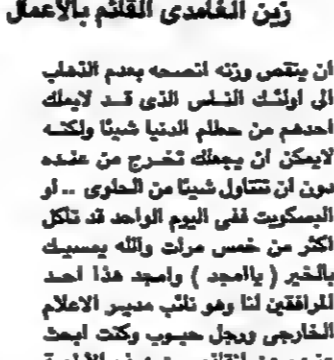 زين الغامدى القائم بالأعمال
ان ينقص وزنه انصحه بعدم الذهاب
الى اولئك الناس الذى قد لايملك
احدهم من حطام الدنيا شيئا ولكنه
لايمكن ان يجعلك تخرج من عنده
دون ان تتناول شيئا من الحلوى .. او
البسكويت ففى اليوم الواحد قد تاكل
اكثر من خمس مرات والله يمسيك
بالخير ( ياامجد ) وامجد هذا احد
المرافقين لنا وهو نائب مدير الاعلام
الخارجى ورجل حبوب وكنت ابحث